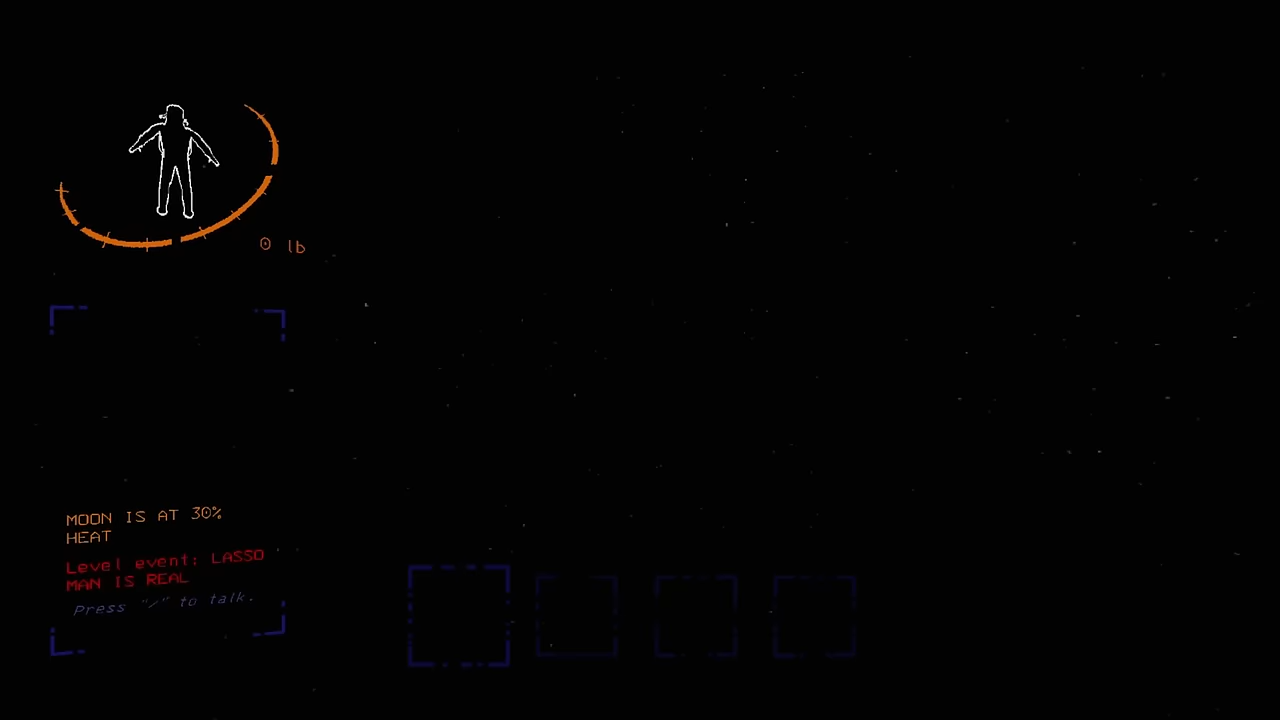 0 lb
MOON IS AT 30%
HEAT
Level event: LASSO
MAN IS REAL
Press "/" to talk.